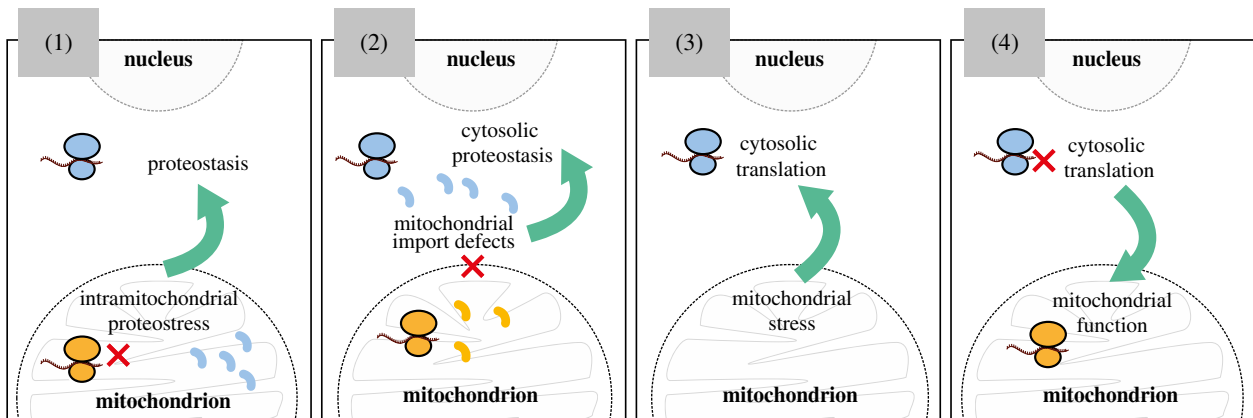 (1)
nucleus
proteostasis
intramitochondrial
proteostress
mitochondrion
(2)
nucleus
cytosolic
proteostasis
mitochondrial
import defects
mitochondrion
(3)
nucleus
cytosolic
translation
mitochondrial
stress
mitochondrion
(4)
nucleus
cytosolic
translation
mitochondrial
function
mitochondrion